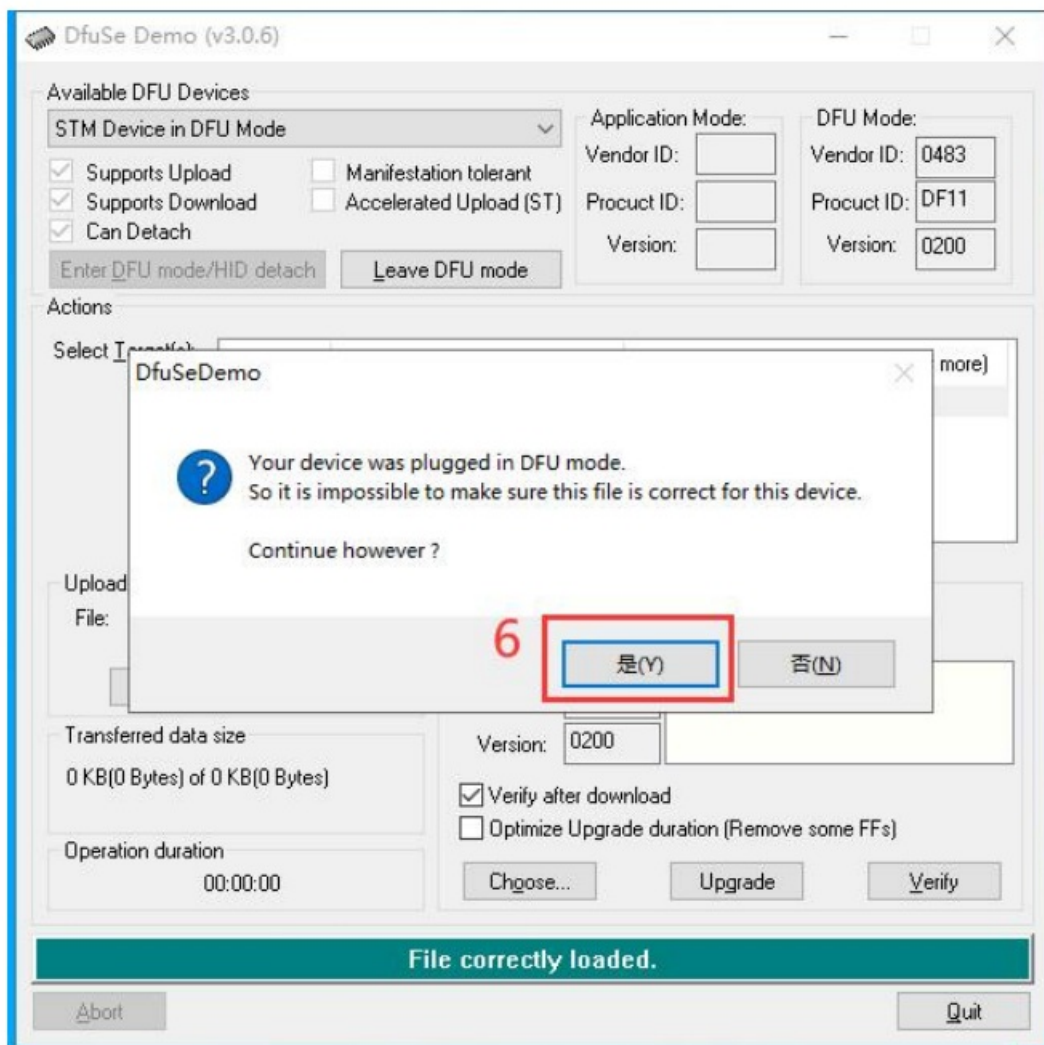 DfuSe Demo (v3.0.6)
Available DFU Devices
STM Device in DFU Mode
Supports Upload
Manifestation tolerant
Supports Download
Accelerated Upload (ST)
Can Detach
Enter DFU mode/HID detach
Leave DFU mode
Application Mode:
Vendor ID:
Procuct ID:
Version:
DFU Mode:
Vendor ID: 0483
Procuct ID: DF11
Version: 0200
Actions
Select
more)
DfuSeDemo
Your device was plugged in DFU mode.
So it is impossible to make sure this file is correct for this device.
Continue however ?
6
是(Y)
否(N)
Upload
File:
Transferred data size
0 KB(0 Bytes) of 0 KB(0 Bytes)
Operation duration
00:00:00
Version: 0200
Verify after download
Optimize Upgrade duration (Remove some FFs)
Choose...
Upgrade
Verify
File correctly loaded.
Abort
Quit